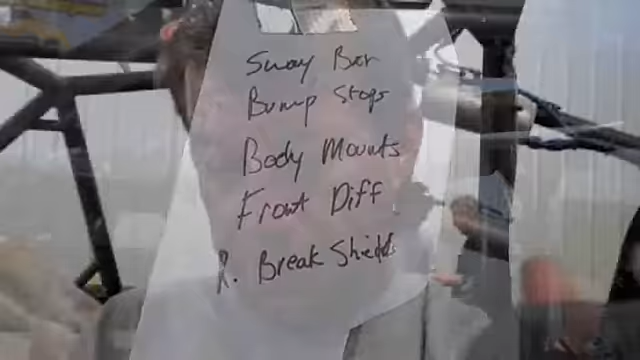 Sway Bar
Bump Stops
Body Mounts
Front Diff
R. Break Shields